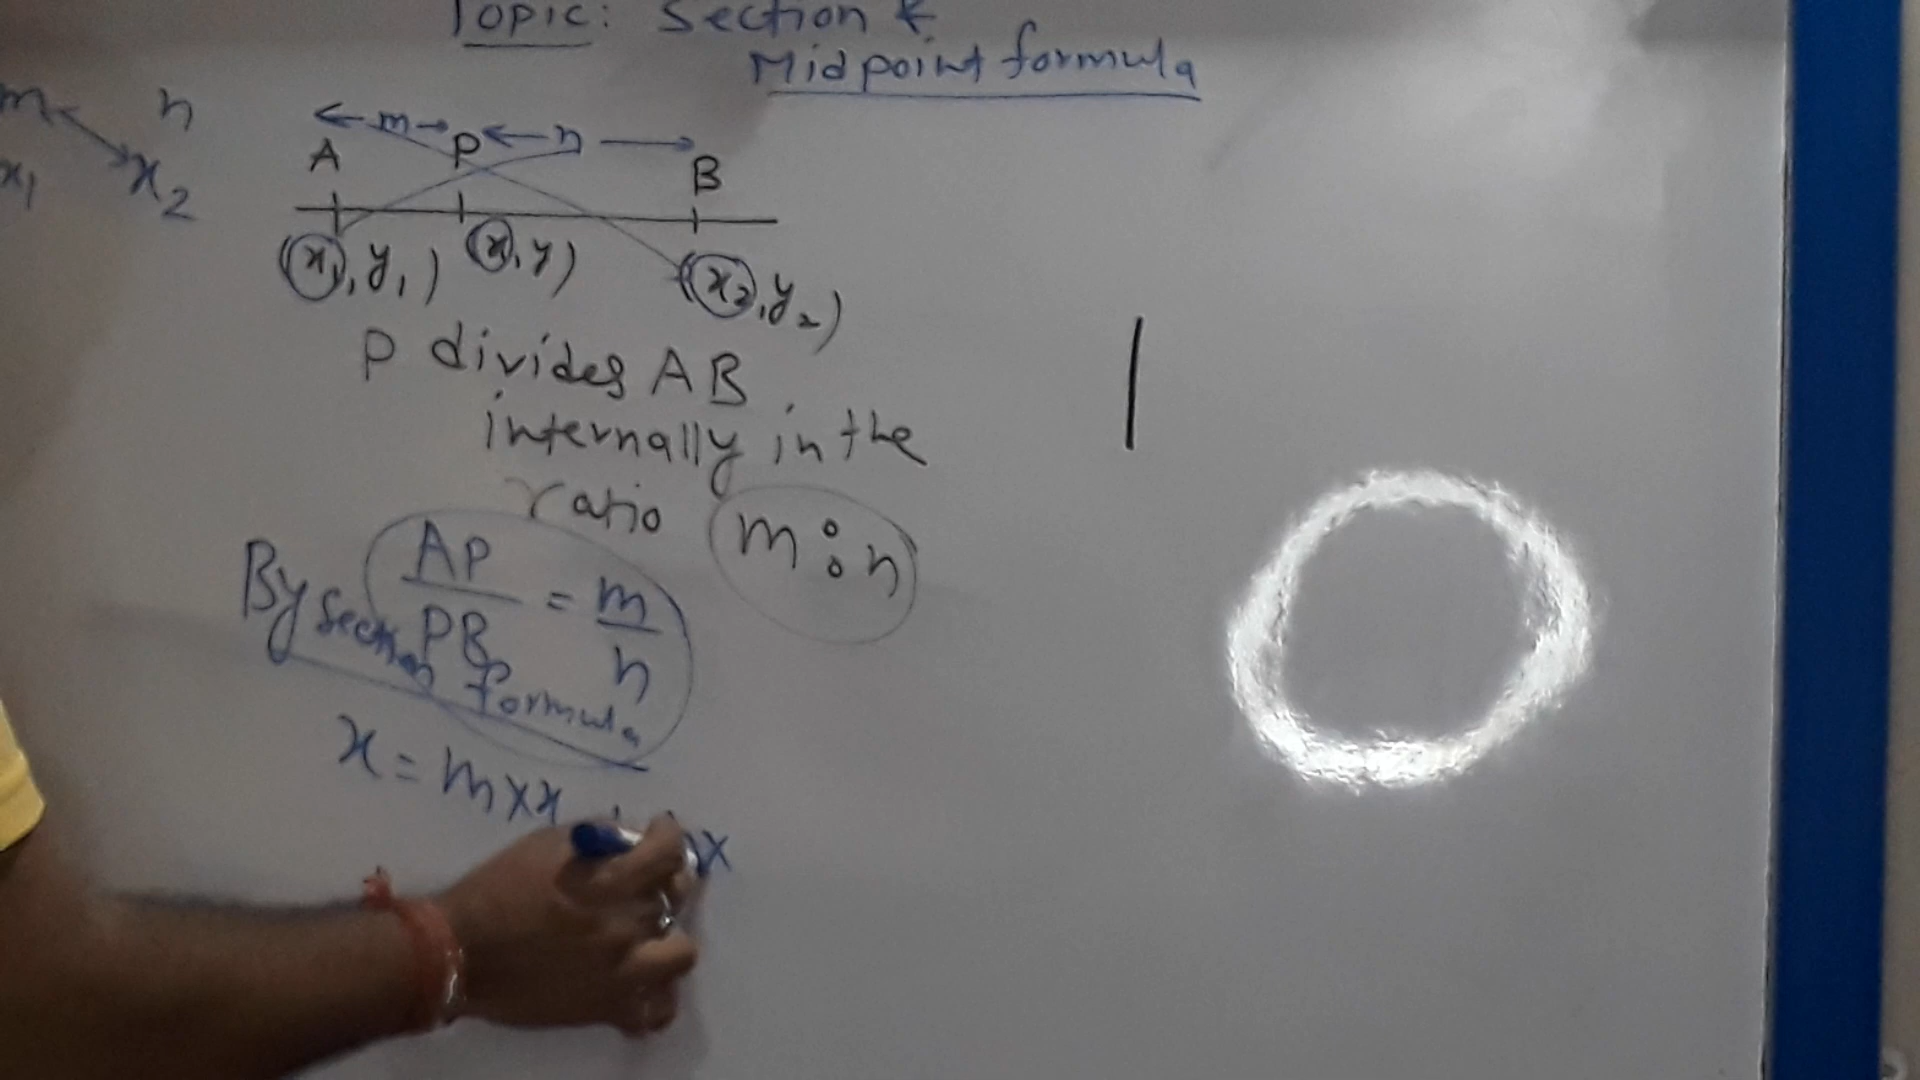 Topic: Section &
Midpoint formula
m n
x₁ x₂
← m → ← n →
A P B
(x₁, y₁) (x, y) (x₂, y₂)
P divides AB
internally in the
ratio m : n
AP/PB = m/n
By Section formula
x = m×x + n×